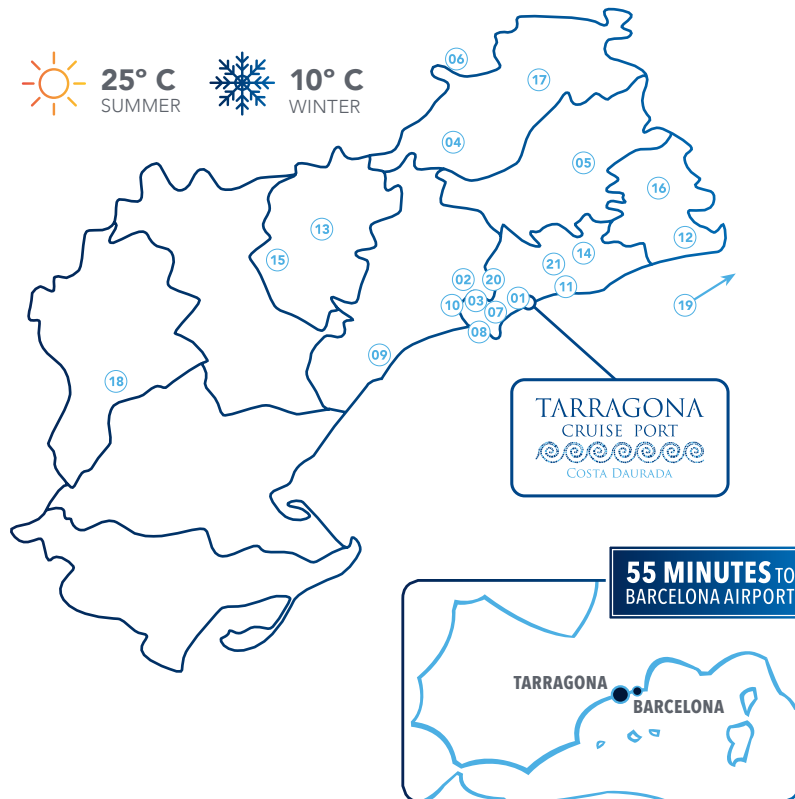 25° C
SUMMER
10° C
WINTER
06
17
04
05
16
13
12
15
14
21
02
20
11
03
01
10
07
19
08
09
18
TARRAGONA
CRUISE PORT
COSTA DAURADA
55 MINUTES TO
BARCELONA AIRPORT
TARRAGONA
BARCELONA